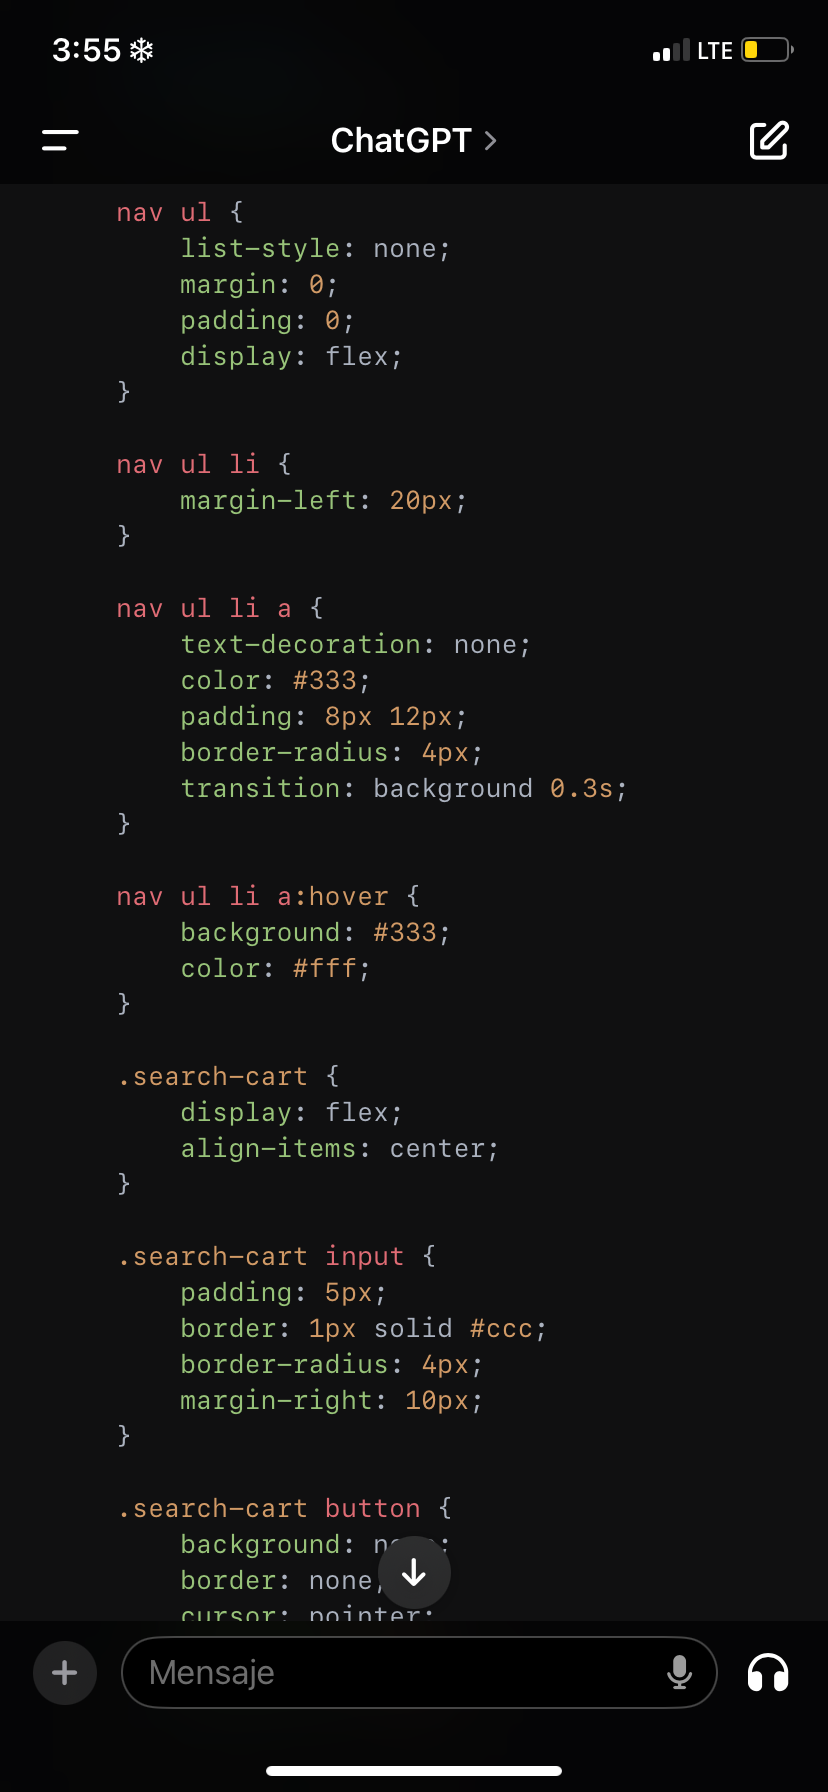 3:55
LTE
ChatGPT
nav ul {
    list-style: none;
    margin: 0;
    padding: 0;
    display: flex;
}
nav ul li {
    margin-left: 20px;
}
nav ul li a {
    text-decoration: none;
    color: #333;
    padding: 8px 12px;
    border-radius: 4px;
    transition: background 0.3s;
}
nav ul li a:hover {
    background: #333;
    color: #fff;
}
.search-cart {
    display: flex;
    align-items: center;
}
.search-cart input {
    padding: 5px;
    border: 1px solid #ccc;
    border-radius: 4px;
    margin-right: 10px;
}
.search-cart button {
    background: none;
    border: none;
    cursor: pointer;
Mensaje